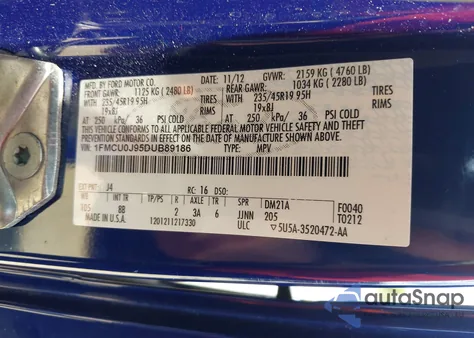 MFD. BY FORD MOTOR CO. 11/12 GVWR: 2159 KG (4760 LB)
FRONT GAWR: 1125 KG (2480 LB) REAR GAWR: 1034 KG (2280 LB)
WITH 235/45R19 95H TIRES WITH 235/45R19 95H TIRES
19x8J RIMS 19x8J RIMS
AT 250 kPa/ 36 PSI COLD AT 250 kPa/ 36 PSI COLD
THIS VEHICLE CONFORMS TO ALL APPLICABLE FEDERAL MOTOR VEHICLE SAFETY AND THEFT PREVENTION STANDARDS IN EFFECT ON THE DATE OF MANUFACTURE SHOWN ABOVE.
VIN: 1FMCU0J95DUB89186
TYPE: MPV
EXT PNT: J4 RC: 16 DSO:
INT TR TP/PS R AXLE TR SPR DM21A F0040
BB 2 3A 6 JJNN 205 T0212
MADE IN U.S.A. 1201211217330 ULC 5U5A-3520472-AA
autoSnap